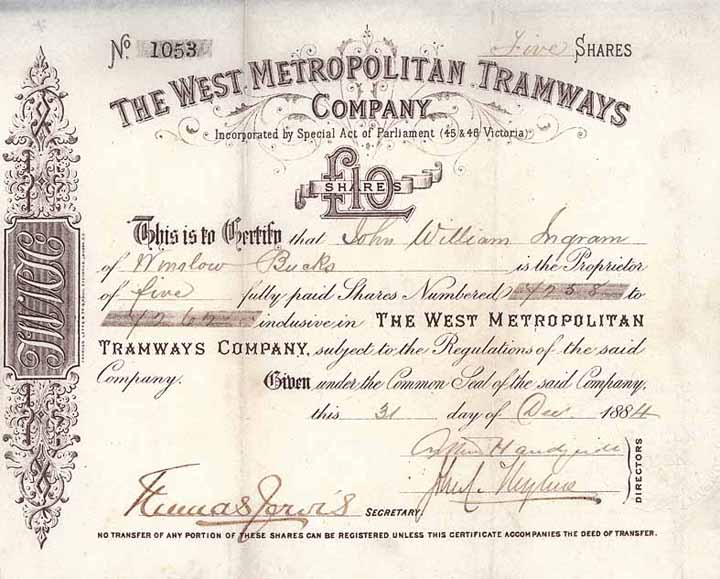 No. 1053
Five SHARES
THE WEST METROPOLITAN TRAMWAYS
COMPANY
Incorporated by Special Act of Parliament (45 & 46 Victoria)
£10
SHARES
This is to Certify that John William Ingram
of Winslow Bucks is the Proprietor
of five fully paid Shares Numbered 4258 to
4262 inclusive in THE WEST METROPOLITAN
TRAMWAYS COMPANY, subject to the Regulations of the said
Company. Given under the Common Seal of the said Company,
this 31 day of Dec. 1884
DIRECTORS
Thomas Jervis SECRETARY.
NO TRANSFER OF ANY PORTION OF THESE SHARES CAN BE REGISTERED UNLESS THIS CERTIFICATE ACCOMPANIES THE DEED OF TRANSFER.